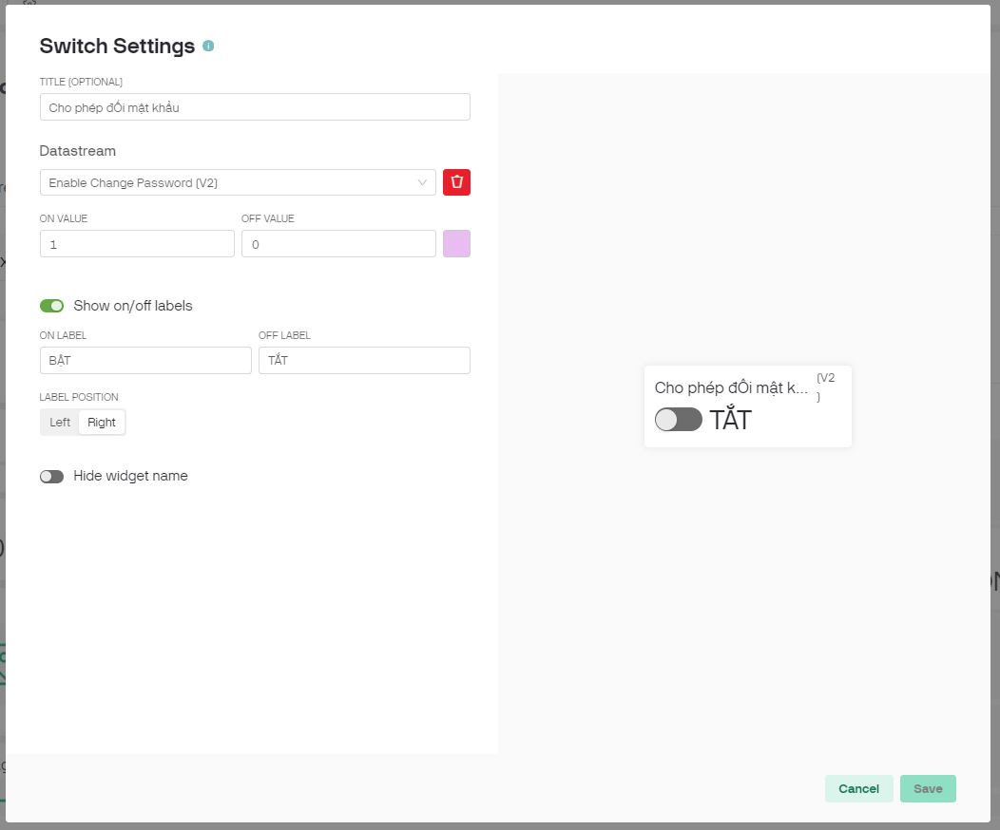 Switch Settings
TITLE (OPTIONAL)
Cho phép đổi mật khẩu
Datastream
Enable Change Password (V2)
ON VALUE
OFF VALUE
1
0
Show on/off labels
ON LABEL
OFF LABEL
BẬT
TẮT
LABEL POSITION
Left
Right
Hide widget name
Cho phép đổi mật k...
(V2
)
TẮT
Cancel
Save